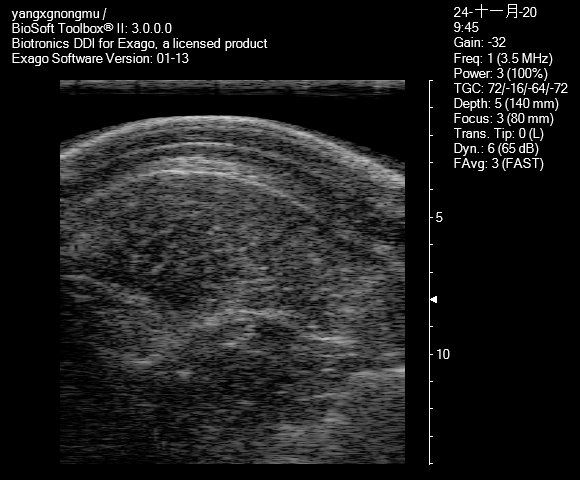 yangxgnongmu /
BioSoft Toolbox® II: 3.0.0.0
Biotronics DDI for Exago, a licensed product
Exago Software Version: 01-13
24-十一月-20
9:45
Gain: -32
Freq: 1 (3.5 MHz)
Power: 3 (100%)
TGC: 72/-16/-64/-72
Depth: 5 (140 mm)
Focus: 3 (80 mm)
Trans. Tip: 0 (L)
Dyn.: 6 (65 dB)
FAvg: 3 (FAST)
5
10